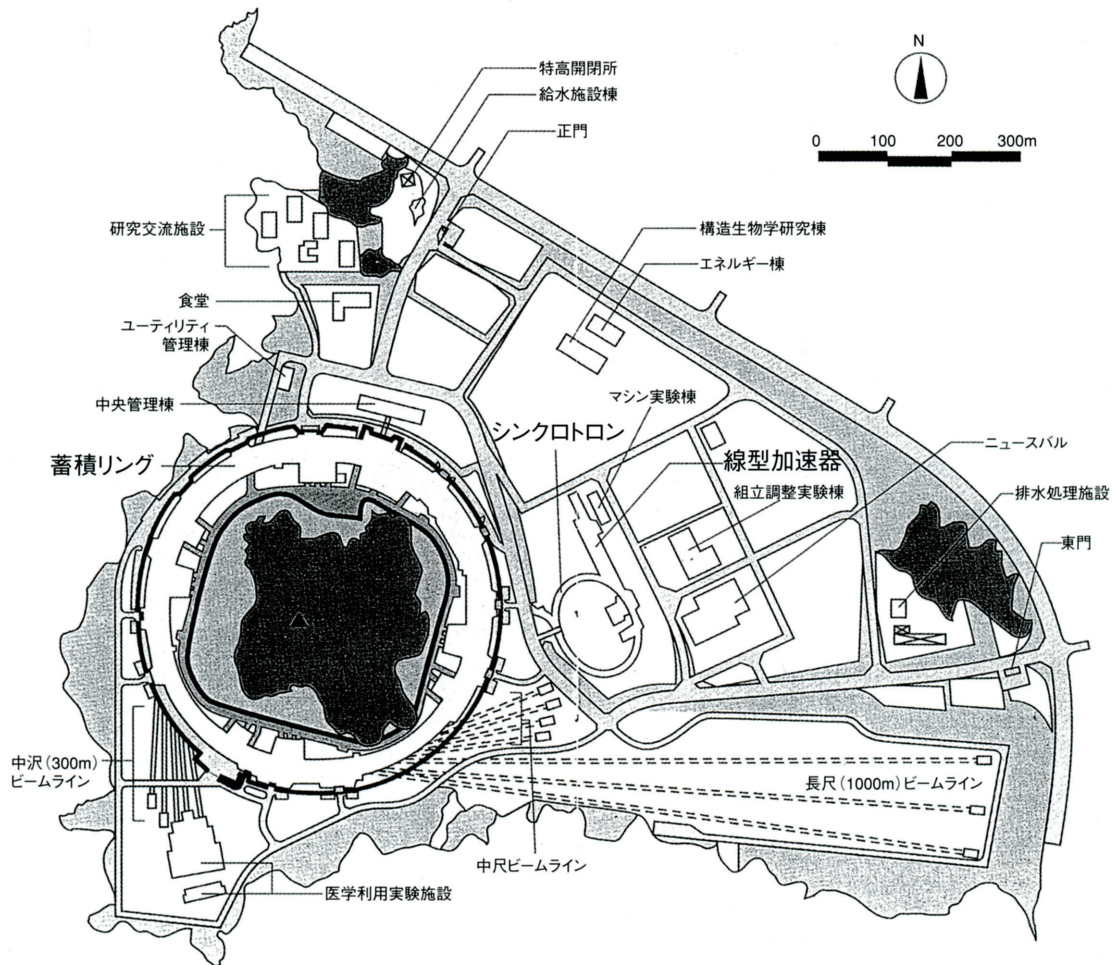 特高開閉所
給水施設棟
正門
N
0 100 200 300m
研究交流施設
構造生物学研究棟
エネルギー棟
食堂
ユーティリティ
管理棟
中央管理棟
マシン実験棟
シンクロトロン
ニュースバル
蓄積リング
線型加速器
組立調整実験棟
排水処理施設
東門
中沢(300m)
ビームライン
長尺(1000m)ビームライン
中尺ビームライン
医学利用実験施設